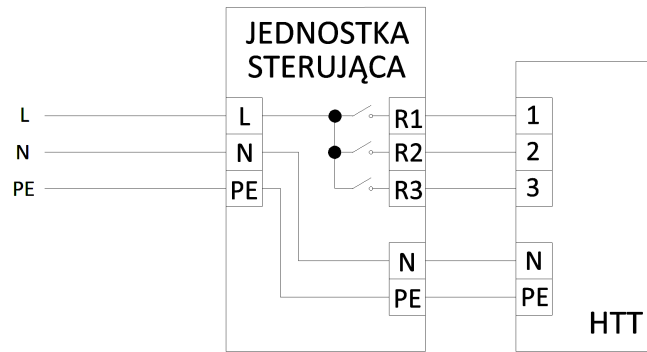 JEDNOSTKA
STERUJĄCA
L L R1 1
N N R2 2
PE PE R3 3
N N
PE PE
HTT